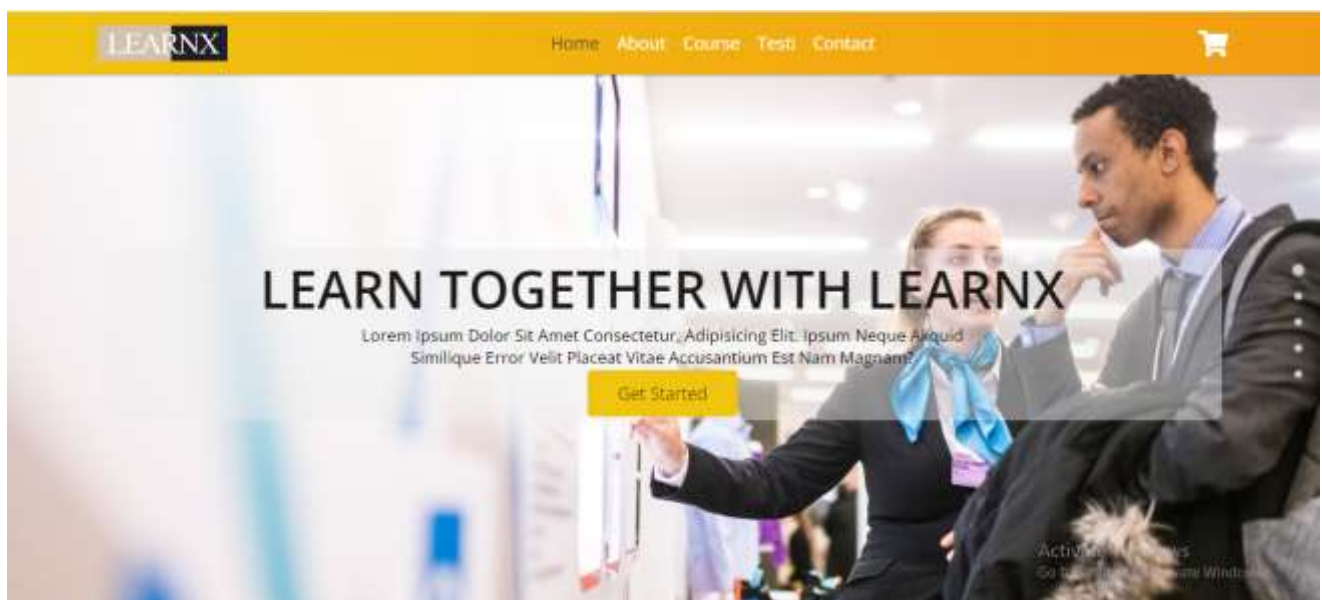 LEARNX
Home About Course Testi Contact
LEARN TOGETHER WITH LEARNX
Lorem Ipsum Dolor Sit Amet Consectetur, Adipisicing Elit. Ipsum Neque Aliquid
Similique Error Velit Placeat Vitae Accusantium Est Nam Magnam?
Get Started